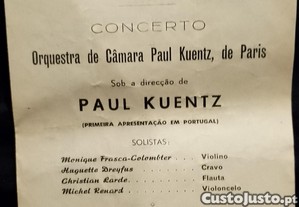 CONCERTO
Orquestra de Câmara Paul Kuentz, de Paris
Sob a direcção de
PAUL KUENTZ
(PRIMEIRA APRESENTAÇÃO EM PORTUGAL)
SOLISTAS:
Monique Frasca-Colombier . . . Violino
Huguette Dreyfus . . . . . Cravo
Christian Larde. . . . . . Flauta
Michel Renard . . . . . . Violoncelo
CustoJusto.pt